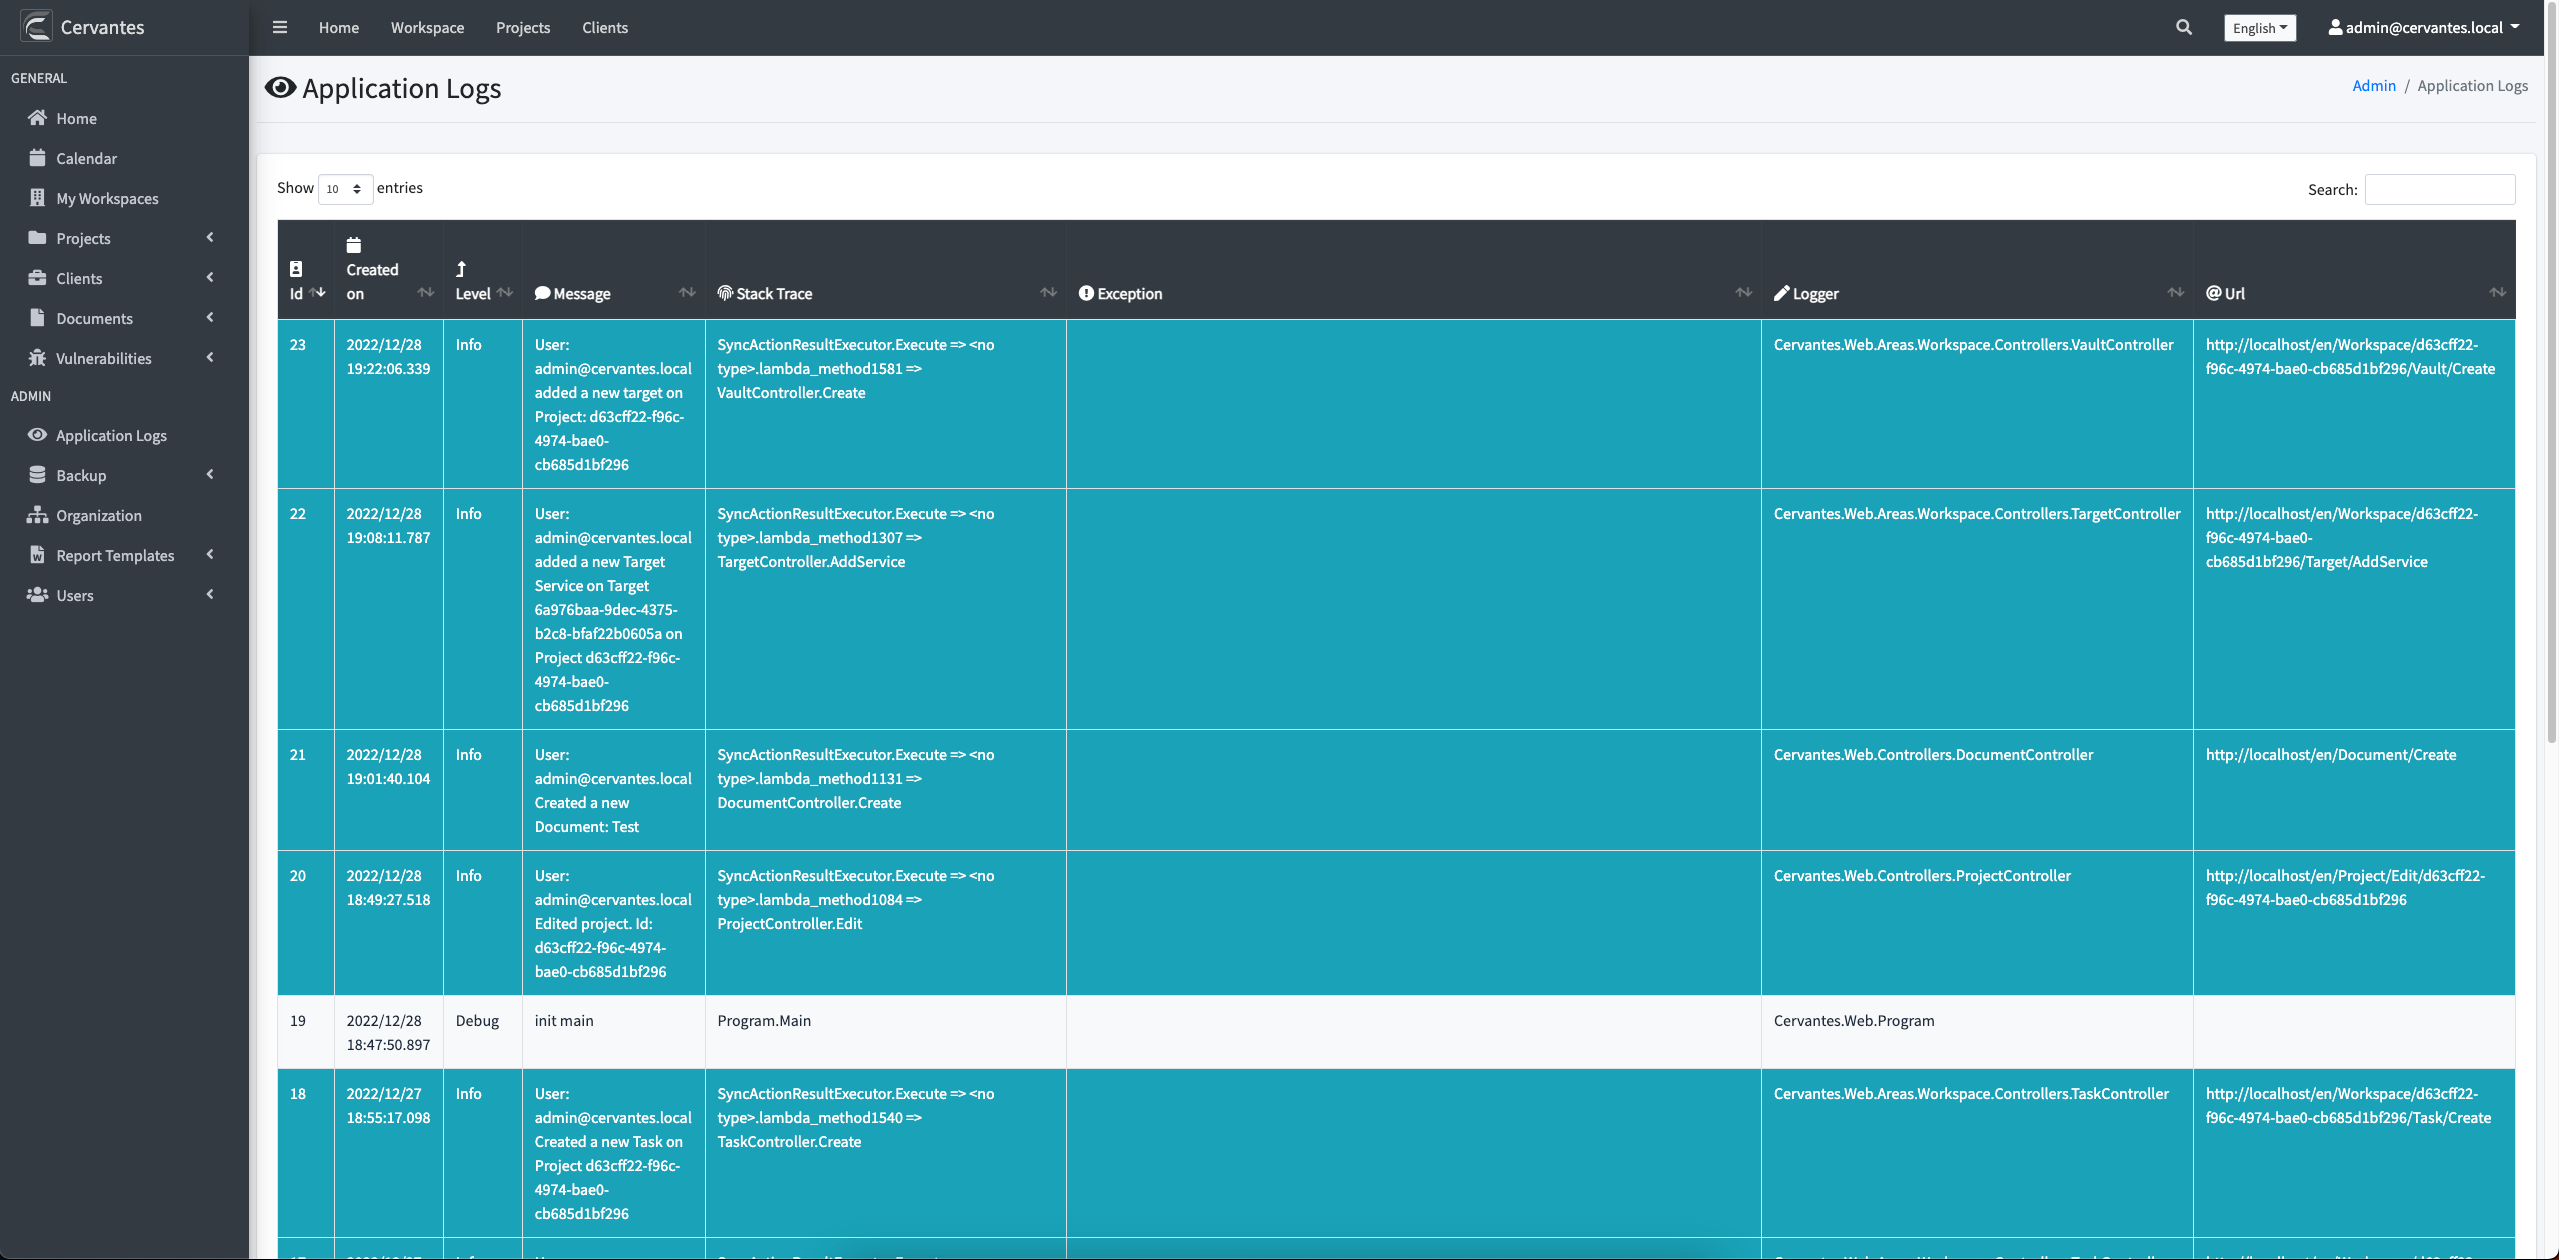 Cervantes
Home Workspace Projects Clients
English
admin@cervantes.local
GENERAL
Home
Calendar
My Workspaces
Projects
Clients
Documents
Vulnerabilities
ADMIN
Application Logs
Backup
Organization
Report Templates
Users
Application Logs
Admin / Application Logs
Show 10 entries
Search:
Id
Created
on
Level
Message
Stack Trace
Exception
Logger
@ Url
23
2022/12/28
19:22:06.339
Info
User:
admin@cervantes.local
added a new target on
Project: d63cff22-f96c-
4974-bae0-
cb685d1bf296
SyncActionResultExecutor.Execute => <no
type>.lambda_method1581 =>
VaultController.Create
Cervantes.Web.Areas.Workspace.Controllers.VaultController
http://localhost/en/Workspace/d63cff22-
f96c-4974-bae0-cb685d1bf296/Vault/Create
22
2022/12/28
19:08:11.787
Info
User:
admin@cervantes.local
added a new Target
Service on Target
6a976baa-9dec-4375-
b2c8-bfaf22b0605a on
Project d63cff22-f96c-
4974-bae0-
cb685d1bf296
SyncActionResultExecutor.Execute => <no
type>.lambda_method1307 =>
TargetController.AddService
Cervantes.Web.Areas.Workspace.Controllers.TargetController
http://localhost/en/Workspace/d63cff22-
f96c-4974-bae0-
cb685d1bf296/Target/AddService
21
2022/12/28
19:01:40.104
Info
User:
admin@cervantes.local
Created a new
Document: Test
SyncActionResultExecutor.Execute => <no
type>.lambda_method1131 =>
DocumentController.Create
Cervantes.Web.Controllers.DocumentController
http://localhost/en/Document/Create
20
2022/12/28
18:49:27.518
Info
User:
admin@cervantes.local
Edited project. Id:
d63cff22-f96c-4974-
bae0-cb685d1bf296
SyncActionResultExecutor.Execute => <no
type>.lambda_method1084 =>
ProjectController.Edit
Cervantes.Web.Controllers.ProjectController
http://localhost/en/Project/Edit/d63cff22-
f96c-4974-bae0-cb685d1bf296
19
2022/12/28
18:47:50.897
Debug
init main
Program.Main
Cervantes.Web.Program
18
2022/12/27
18:55:17.098
Info
User:
admin@cervantes.local
Created a new Task on
Project d63cff22-f96c-
4974-bae0-
cb685d1bf296
SyncActionResultExecutor.Execute => <no
type>.lambda_method1540 =>
TaskController.Create
Cervantes.Web.Areas.Workspace.Controllers.TaskController
http://localhost/en/Workspace/d63cff22-
f96c-4974-bae0-cb685d1bf296/Task/Create